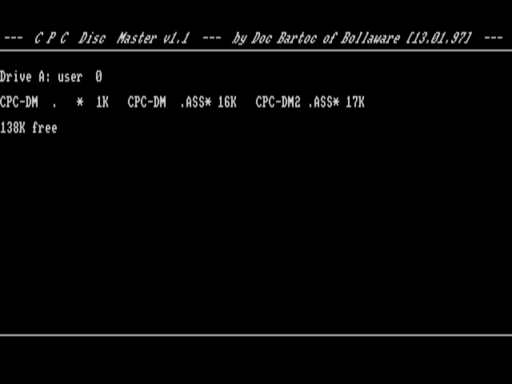 --- C P C Disc Master v1.1 --- by Doc Bartoc of Bollaware [13.01.97] ---
Drive A: user 0
CPC-DM . * 1K CPC-DM .ASS* 16K CPC-DM2 .ASS* 17K
138K free